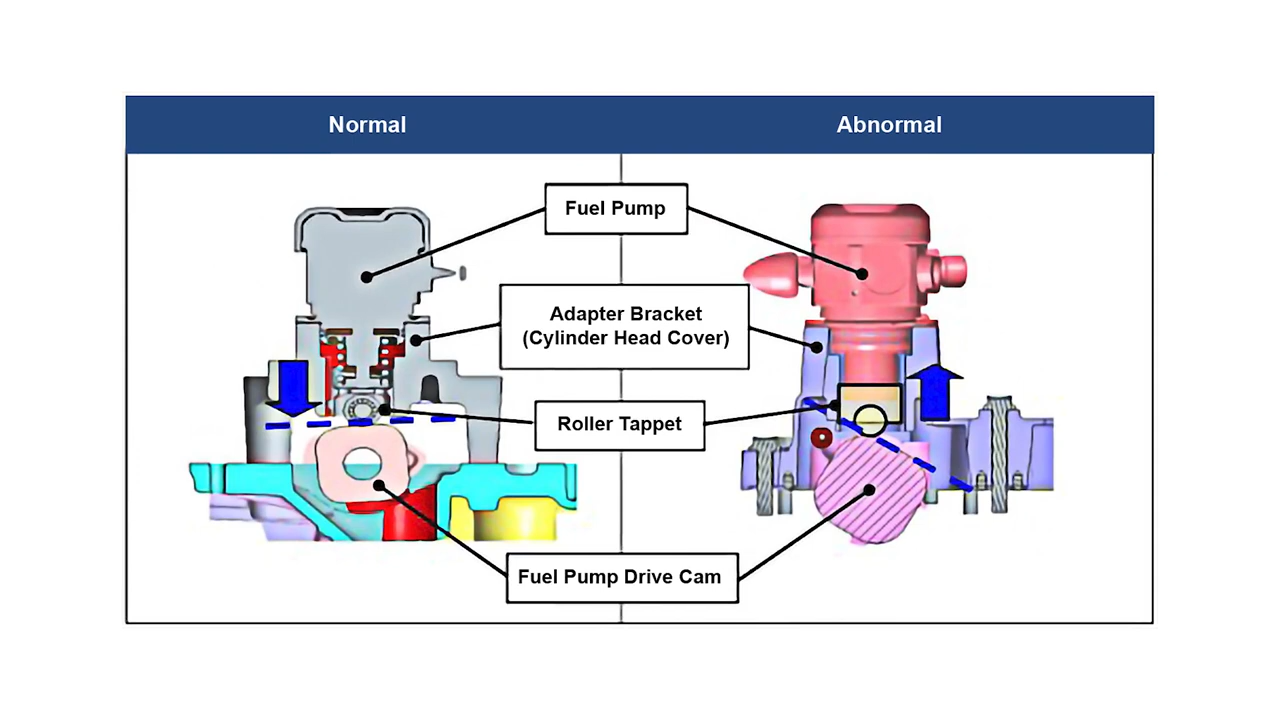 Normal
Abnormal
Fuel Pump
Adapter Bracket
(Cylinder Head Cover)
Roller Tappet
Fuel Pump Drive Cam